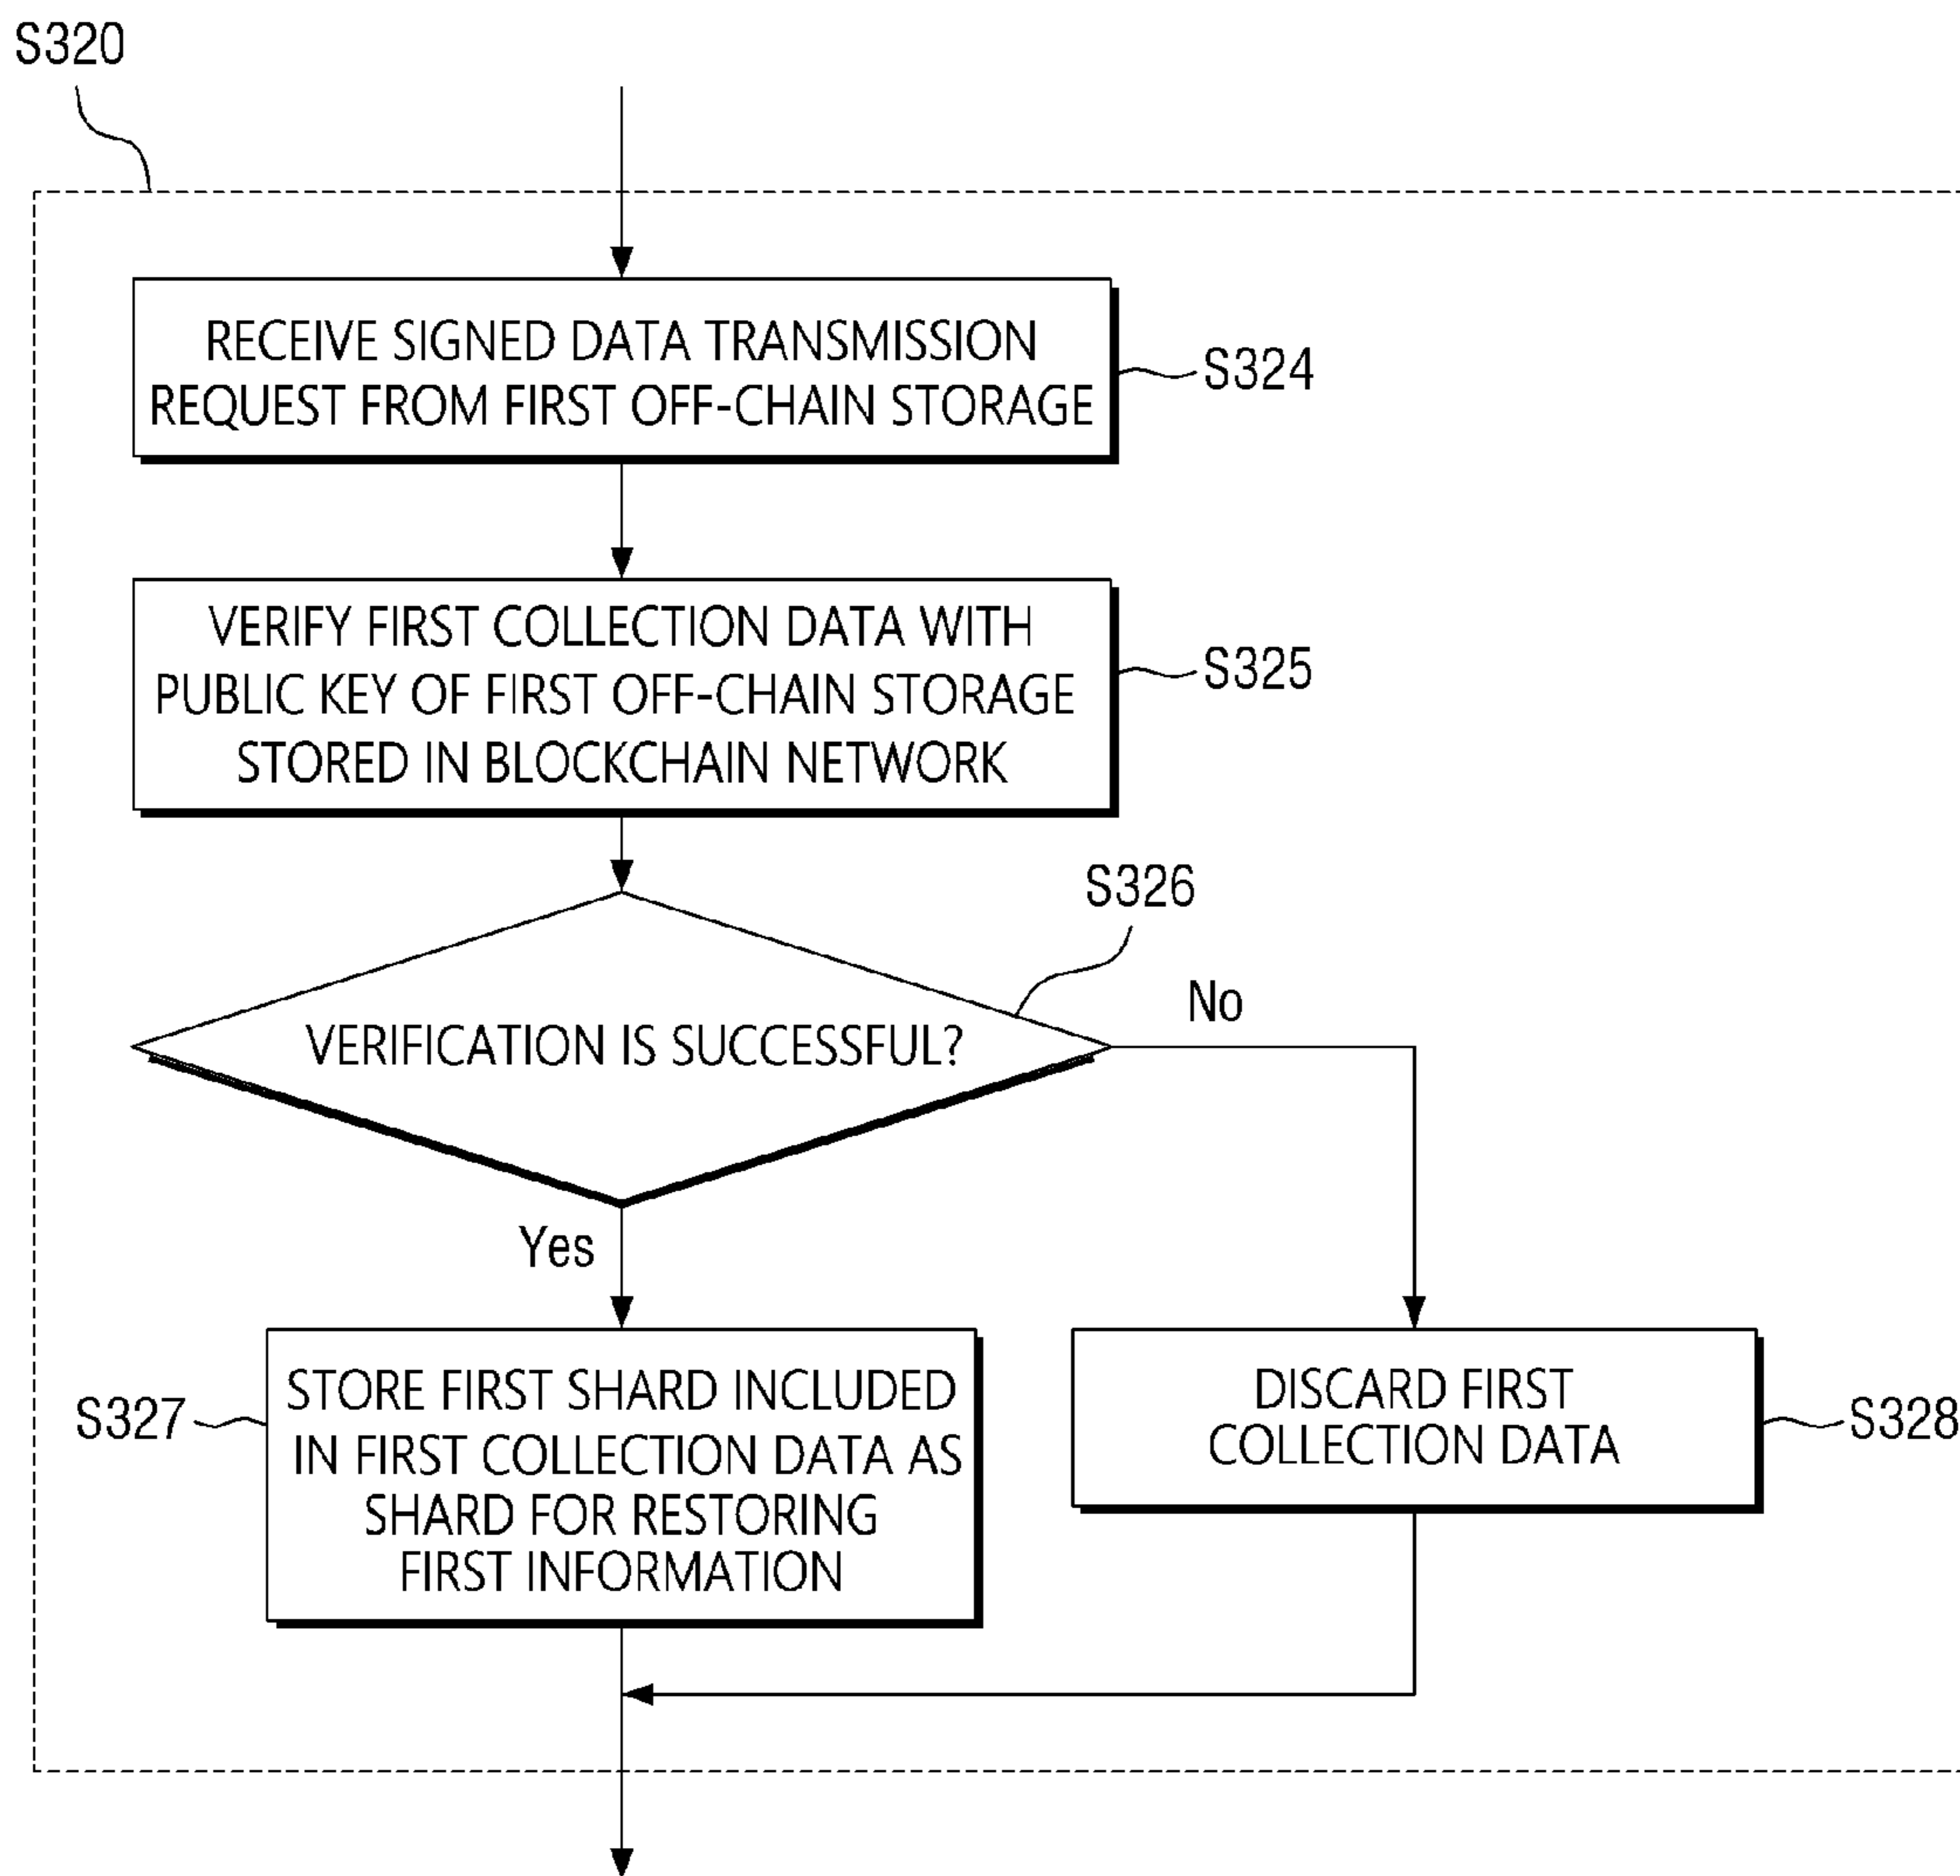 S320
RECEIVE SIGNED DATA TRANSMISSION
REQUEST FROM FIRST OFF-CHAIN STORAGE
S324
VERIFY FIRST COLLECTION DATA WITH
PUBLIC KEY OF FIRST OFF-CHAIN STORAGE
STORED IN BLOCKCHAIN NETWORK
S325
S326
VERIFICATION IS SUCCESSFUL?
No
Yes
S327
STORE FIRST SHARD INCLUDED
IN FIRST COLLECTION DATA AS
SHARD FOR RESTORING
FIRST INFORMATION
DISCARD FIRST
COLLECTION DATA
S328